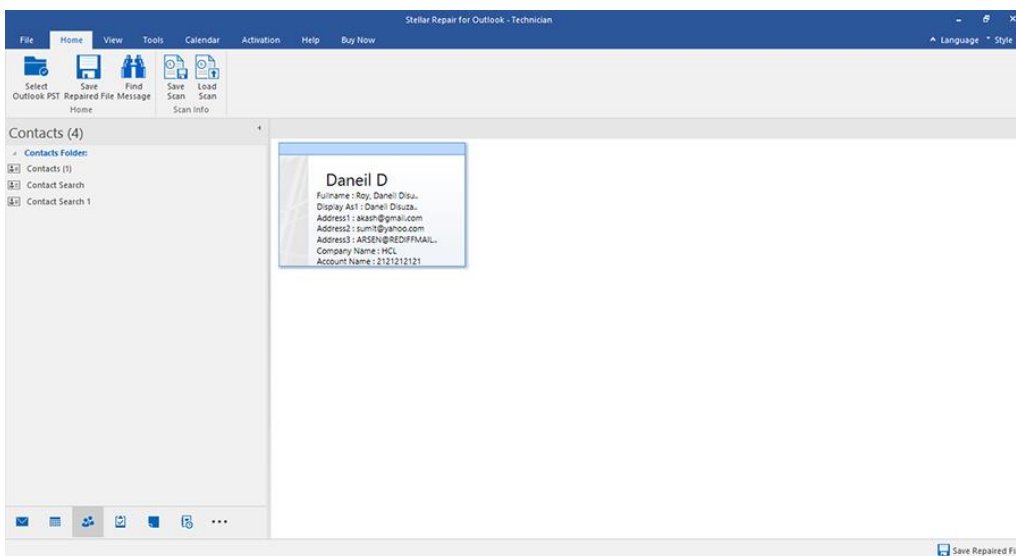 Stellar Repair for Outlook - Technician
File Home View Tools Calendar Activation Help Buy Now
Language Style
Select Outlook PST
Save Repaired File
Find Message
Save Scan
Load Scan
Home
Scan Info
Contacts (4)
Contacts Folder:
Contacts (1)
Contact Search
Contact Search 1
Daneil D
Fullname : Roy, Daneil Disu..
Display As1 : Daneil Disuza..
Address1 : akash@gmail.com
Address2 : sumit@yahoo.com
Address3 : ARSEN@REDIFFMAIL..
Company Name : HCL
Account Name : 2121212121
Save Repaired Fi